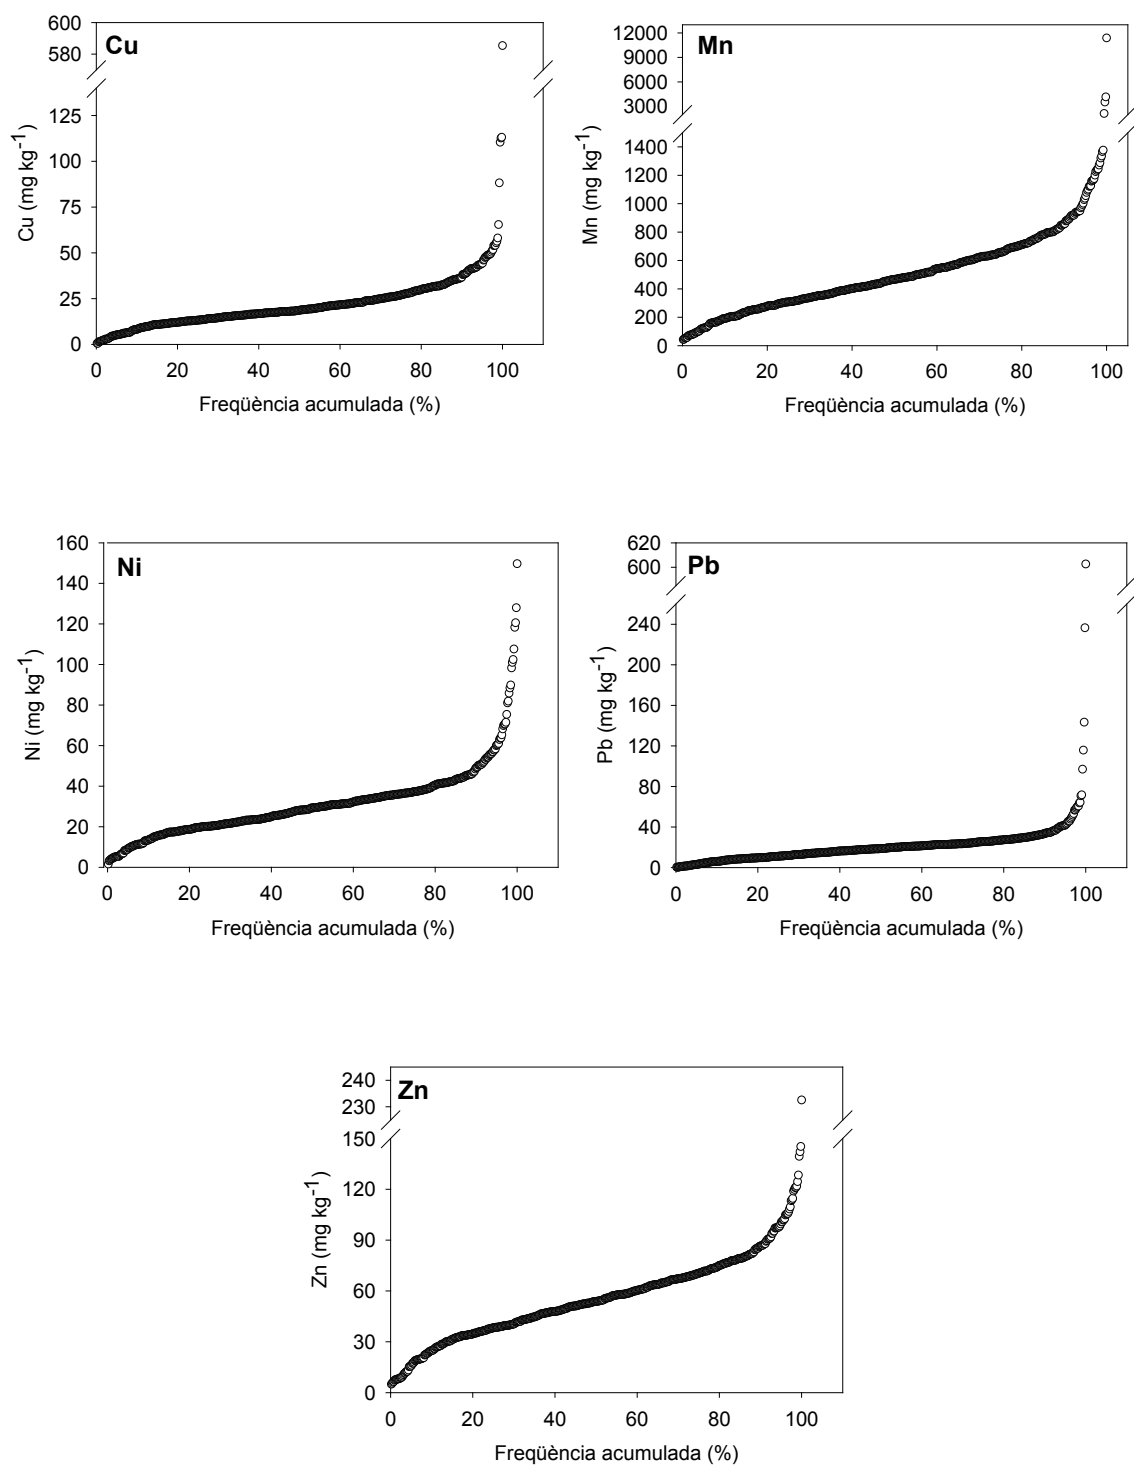 Cu
600
580
125
100
75
50
25
0
Cu (mg kg-1)
0 20 40 60 80 100
Freqüència acumulada (%)
Mn
12000
9000
6000
3000
1400
1200
1000
800
600
400
200
0
Mn (mg kg-1)
0 20 40 60 80 100
Freqüència acumulada (%)
Ni
160
140
120
100
80
60
40
20
0
Ni (mg kg-1)
0 20 40 60 80 100
Freqüència acumulada (%)
Pb
620
600
240
200
160
120
80
40
0
Pb (mg kg-1)
0 20 40 60 80 100
Freqüència acumulada (%)
Zn
240
230
150
120
90
60
30
0
Zn (mg kg-1)
0 20 40 60 80 100
Freqüència acumulada (%)